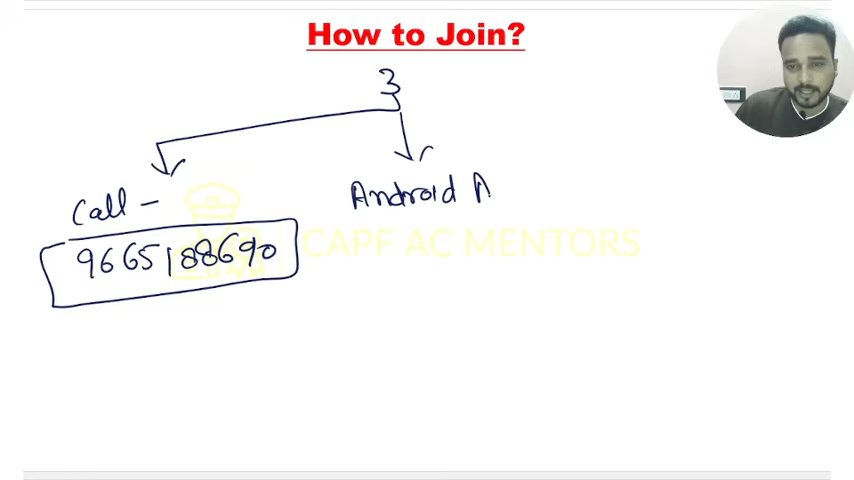 How to Join?
3
Call -
9665188690
Android A
CAPF AC MENTORS